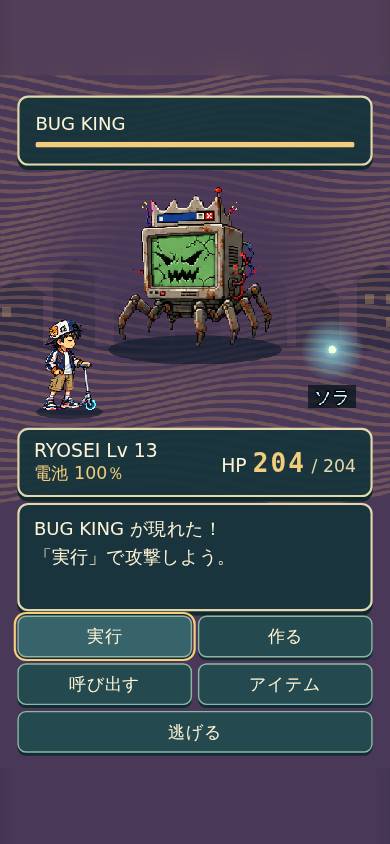 BUG KING
ソラ
RYOSEI Lv 13
電池 100％
HP 204 / 204
BUG KING が現れた！
「実行」で攻撃しよう。
実行
作る
呼び出す
アイテム
逃げる